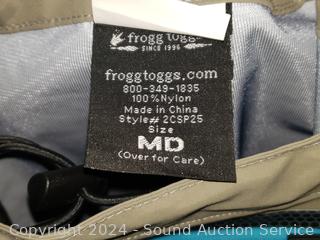 frogg toggs
SINCE 1996
froggtoggs.com
800-349-1835
100%Nylon
Made in China
Style# 2CSP25
Size
MD
(Over for Care)
Copyright 2024 - Sound Auction Service